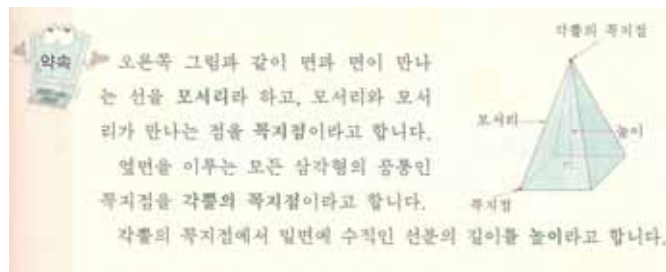 약속
오른쪽 그림과 같이 면과 면이 만나
는 선을 모서리라 하고, 모서리와 모서
리가 만나는 점을 꼭지점이라고 합니다.
옆면을 이루는 모든 삼각형의 공통인
꼭지점을 각뿔의 꼭지점이라고 합니다.
각뿔의 꼭지점에서 밑면에 수직인 선분의 길이를 높이라고 합니다.
각뿔의 꼭지점
모서리
높이
꼭지점